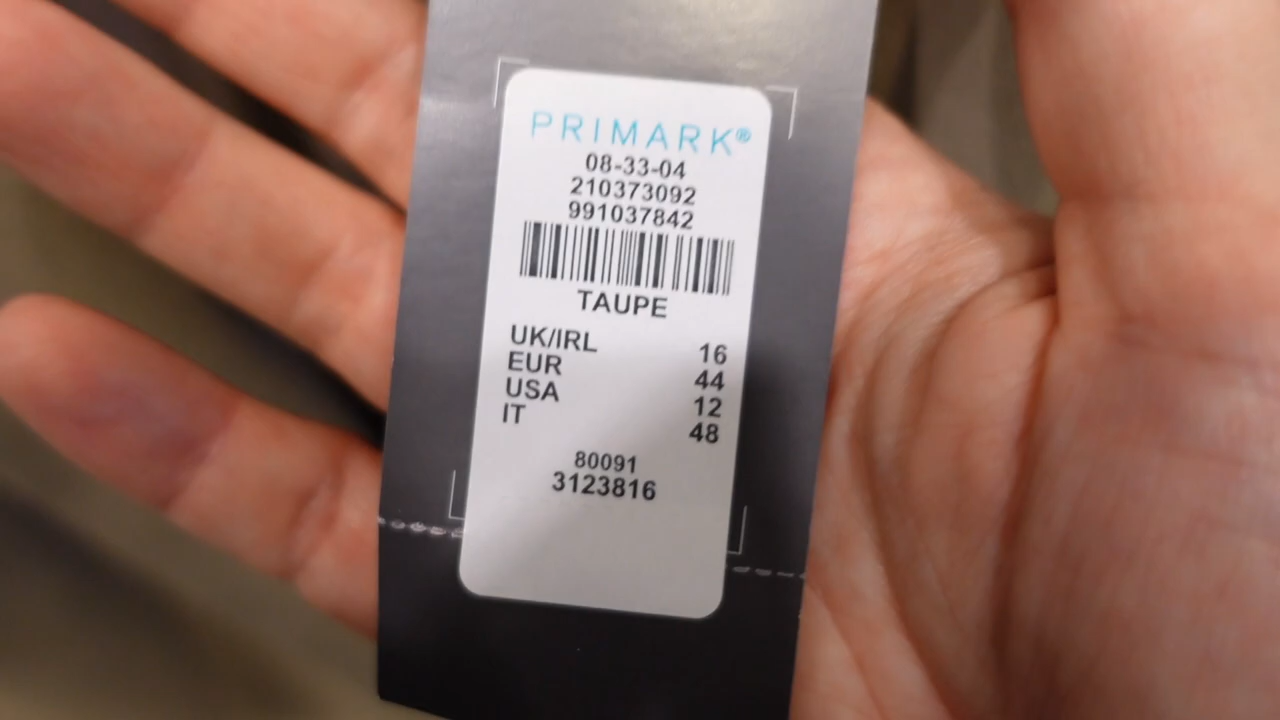 PRIMARK®
08-33-04
210373092
991037842
TAUPE
UK/IRL 16
EUR 44
USA 12
IT 48
80091
3123816